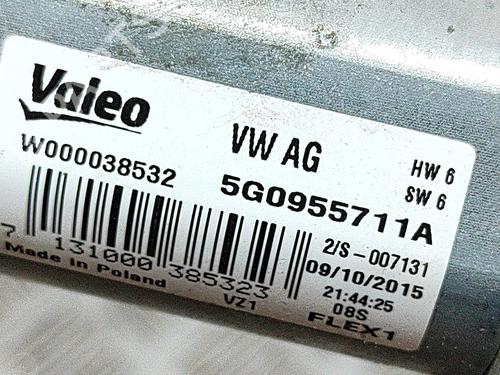 Valeo
VW AG
HW 6
SW 6
W000038532
5G0955711A
2/S-007131
09/10/2015
21:44:25
08S
7 131000 385323
Made in Poland
VZ1
FLEX1